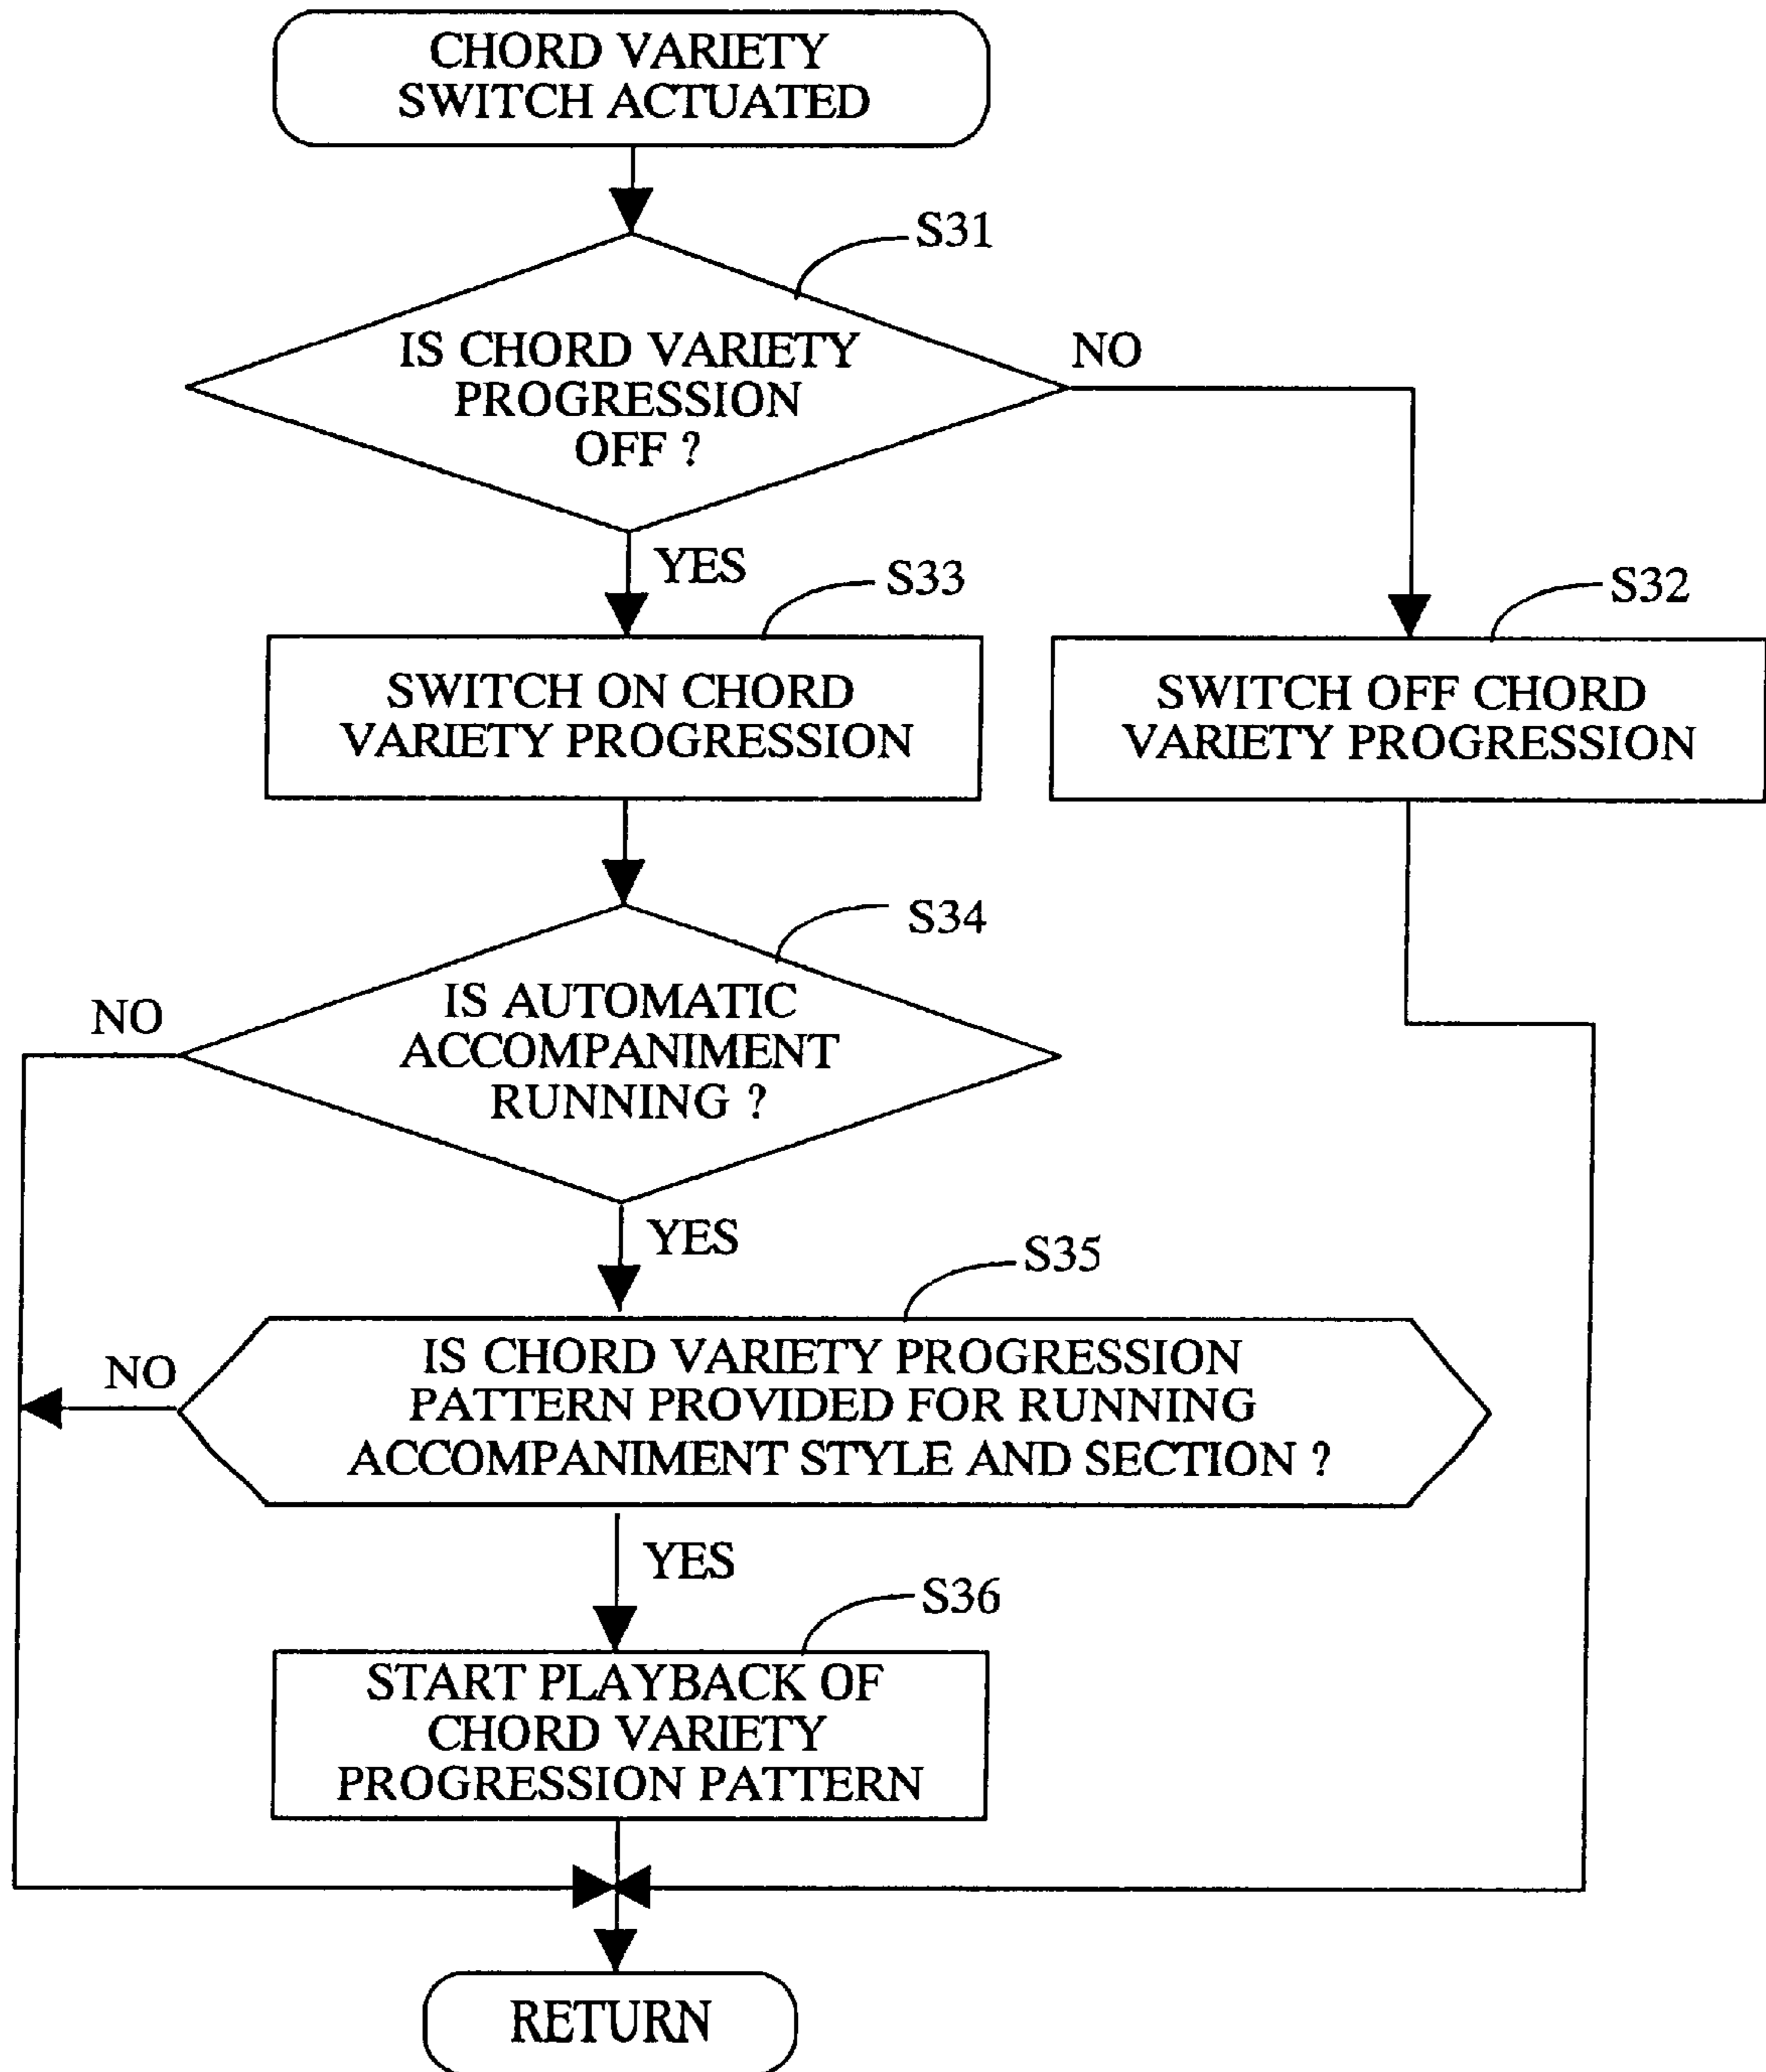 CHORD VARIETY
SWITCH ACTUATED
S31
IS CHORD VARIETY
PROGRESSION
OFF ?
NO
YES
S33
S32
SWITCH ON CHORD
VARIETY PROGRESSION
SWITCH OFF CHORD
VARIETY PROGRESSION
S34
IS AUTOMATIC
ACCOMPANIMENT
RUNNING ?
NO
YES
S35
IS CHORD VARIETY PROGRESSION
PATTERN PROVIDED FOR RUNNING
ACCOMPANIMENT STYLE AND SECTION ?
NO
YES
S36
START PLAYBACK OF
CHORD VARIETY
PROGRESSION PATTERN
RETURN